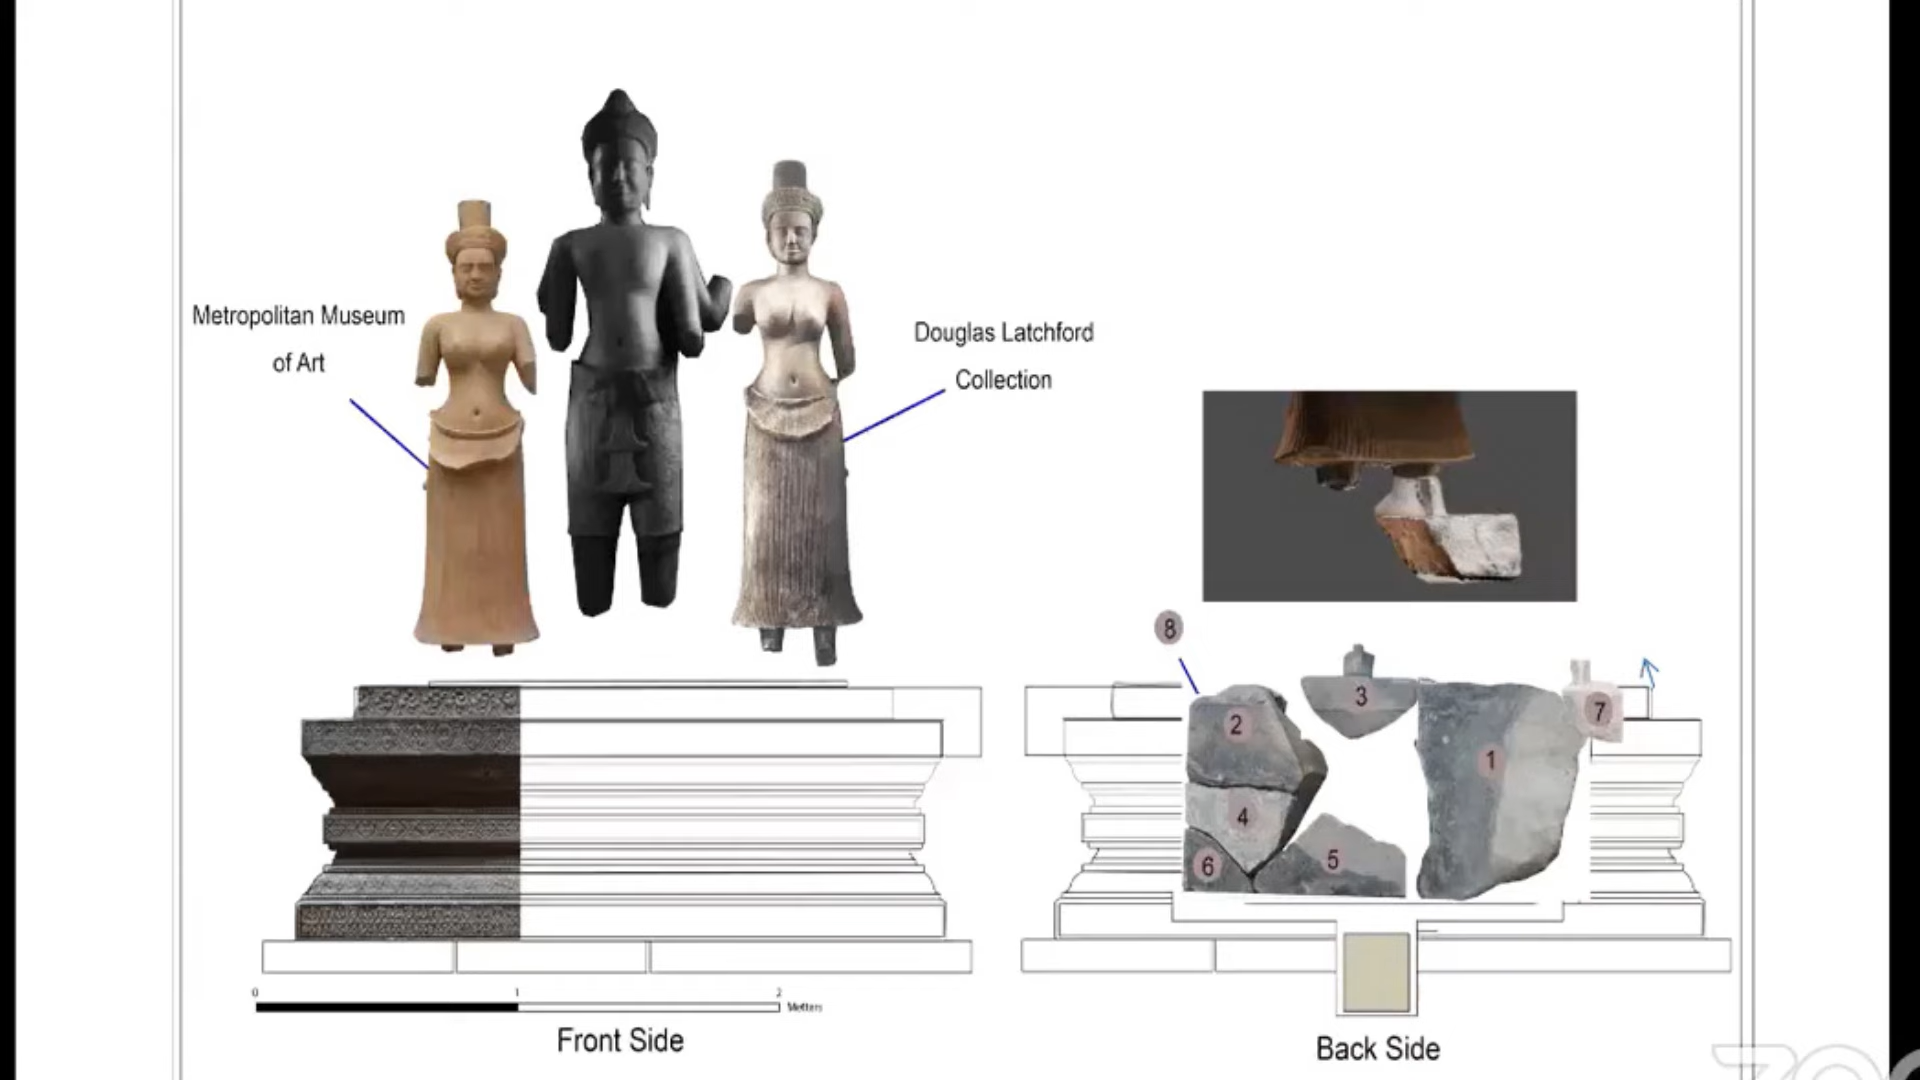 Metropolitan Museum
of Art
Douglas Latchford
Collection
8
2
3
7
1
4
5
6
0 1 2 Metters
Front Side
Back Side